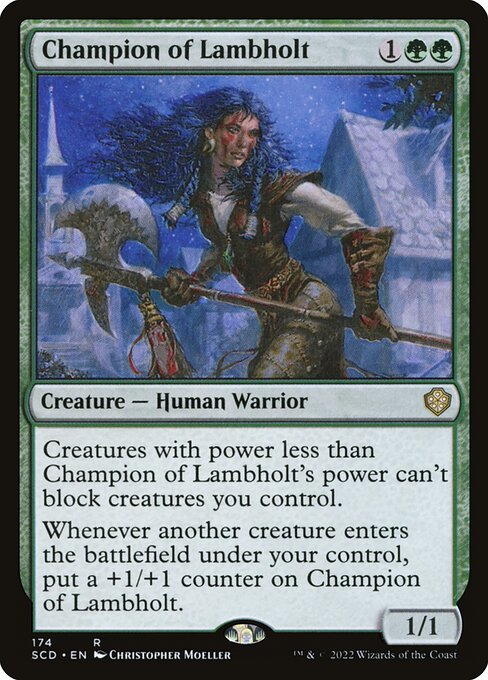 Champion of Lambholt 1
Creature — Human Warrior
Creatures with power less than
Champion of Lambholt's power can't
block creatures you control.
Whenever another creature enters
the battlefield under your control,
put a +1/+1 counter on Champion
of Lambholt.
1/1
174 R
SCD • EN Christopher Moeller
™ & © 2022 Wizards of the Coast